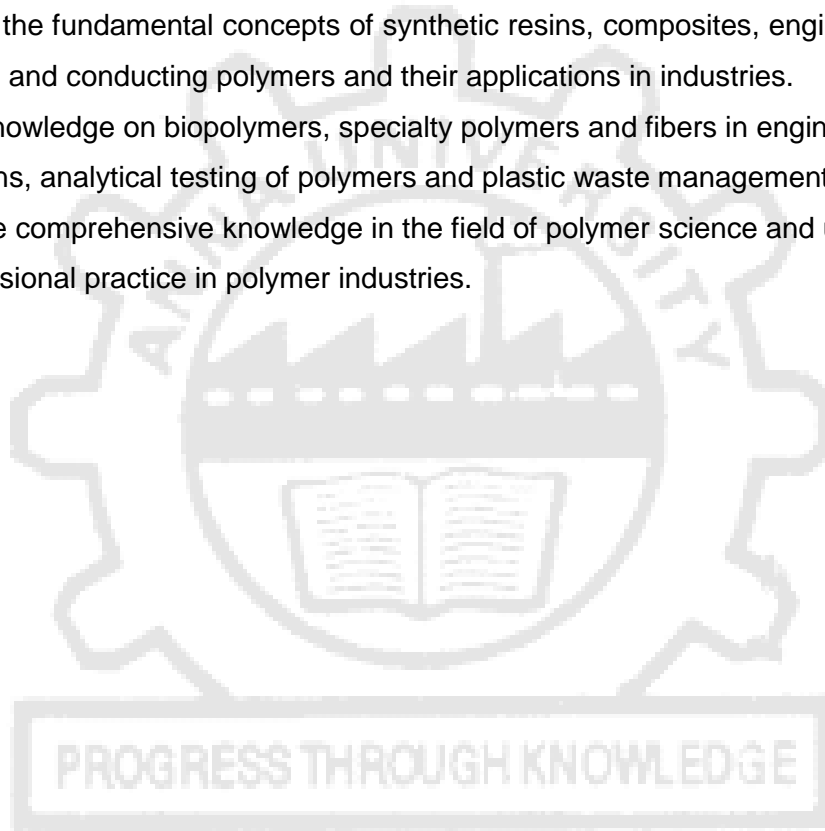 the fundamental concepts of synthetic resins, composites, engi
and conducting polymers and their applications in industries.
nowledge on biopolymers, specialty polymers and fibers in engin
ns, analytical testing of polymers and plastic waste management
e comprehensive knowledge in the field of polymer science and u
sional practice in polymer industries.
ANNA UNIVERSITY
PROGRESS THROUGH KNOWLEDGE